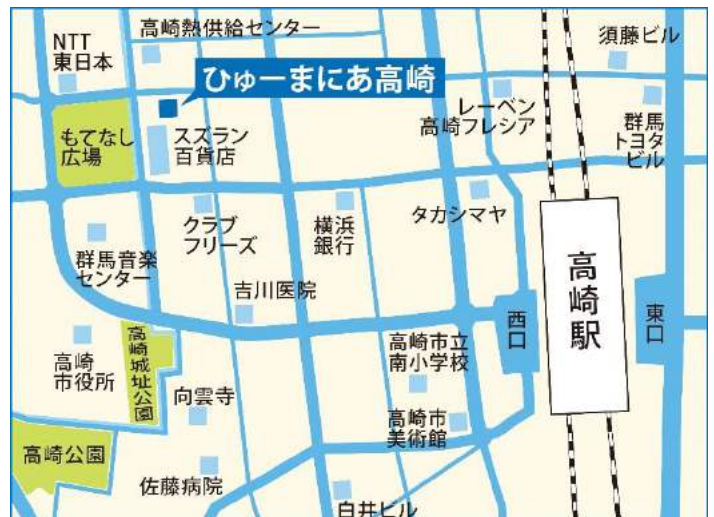 高崎熱供給センター
NTT
東日本
ひゅーまにあ高崎
須藤ビル
レーベン
高崎フレシア
群馬
トヨタ
ビル
もてなし
広場
スズラン
百貨店
クラブ
フリーズ
横浜
銀行
タカシマヤ
群馬音楽
センター
吉川医院
高崎駅
西口
東口
高崎
市役所
高崎城址公園
向雲寺
高崎市立
南小学校
高崎市
美術館
高崎公園
佐藤病院
白井ビル